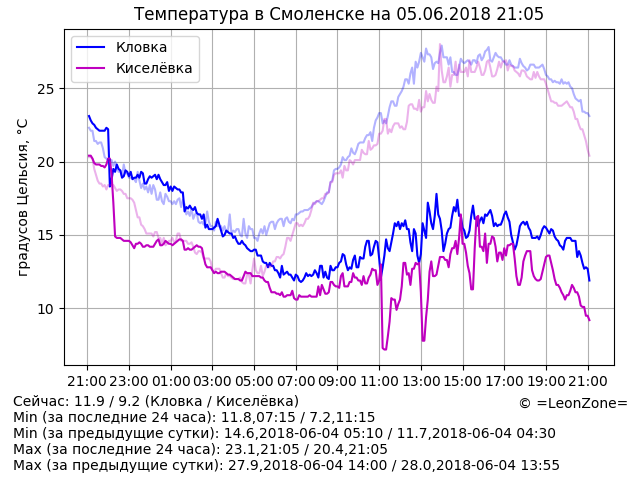 Температура в Смоленске на 05.06.2018 21:05
Кловка
Киселёвка
градусов Цельсия, °C
25
20
15
10
21:00 23:00 01:00 03:00 05:00 07:00 09:00 11:00 13:00 15:00 17:00 19:00 21:00
Сейчас: 11.9 / 9.2 (Кловка / Киселёвка)
© =LeonZone=
Min (за последние 24 часа): 11.8,07:15 / 7.2,11:15
Min (за предыдущие сутки): 14.6,2018-06-04 05:10 / 11.7,2018-06-04 04:30
Max (за последние 24 часа): 23.1,21:05 / 20.4,21:05
Max (за предыдущие сутки): 27.9,2018-06-04 14:00 / 28.0,2018-06-04 13:55